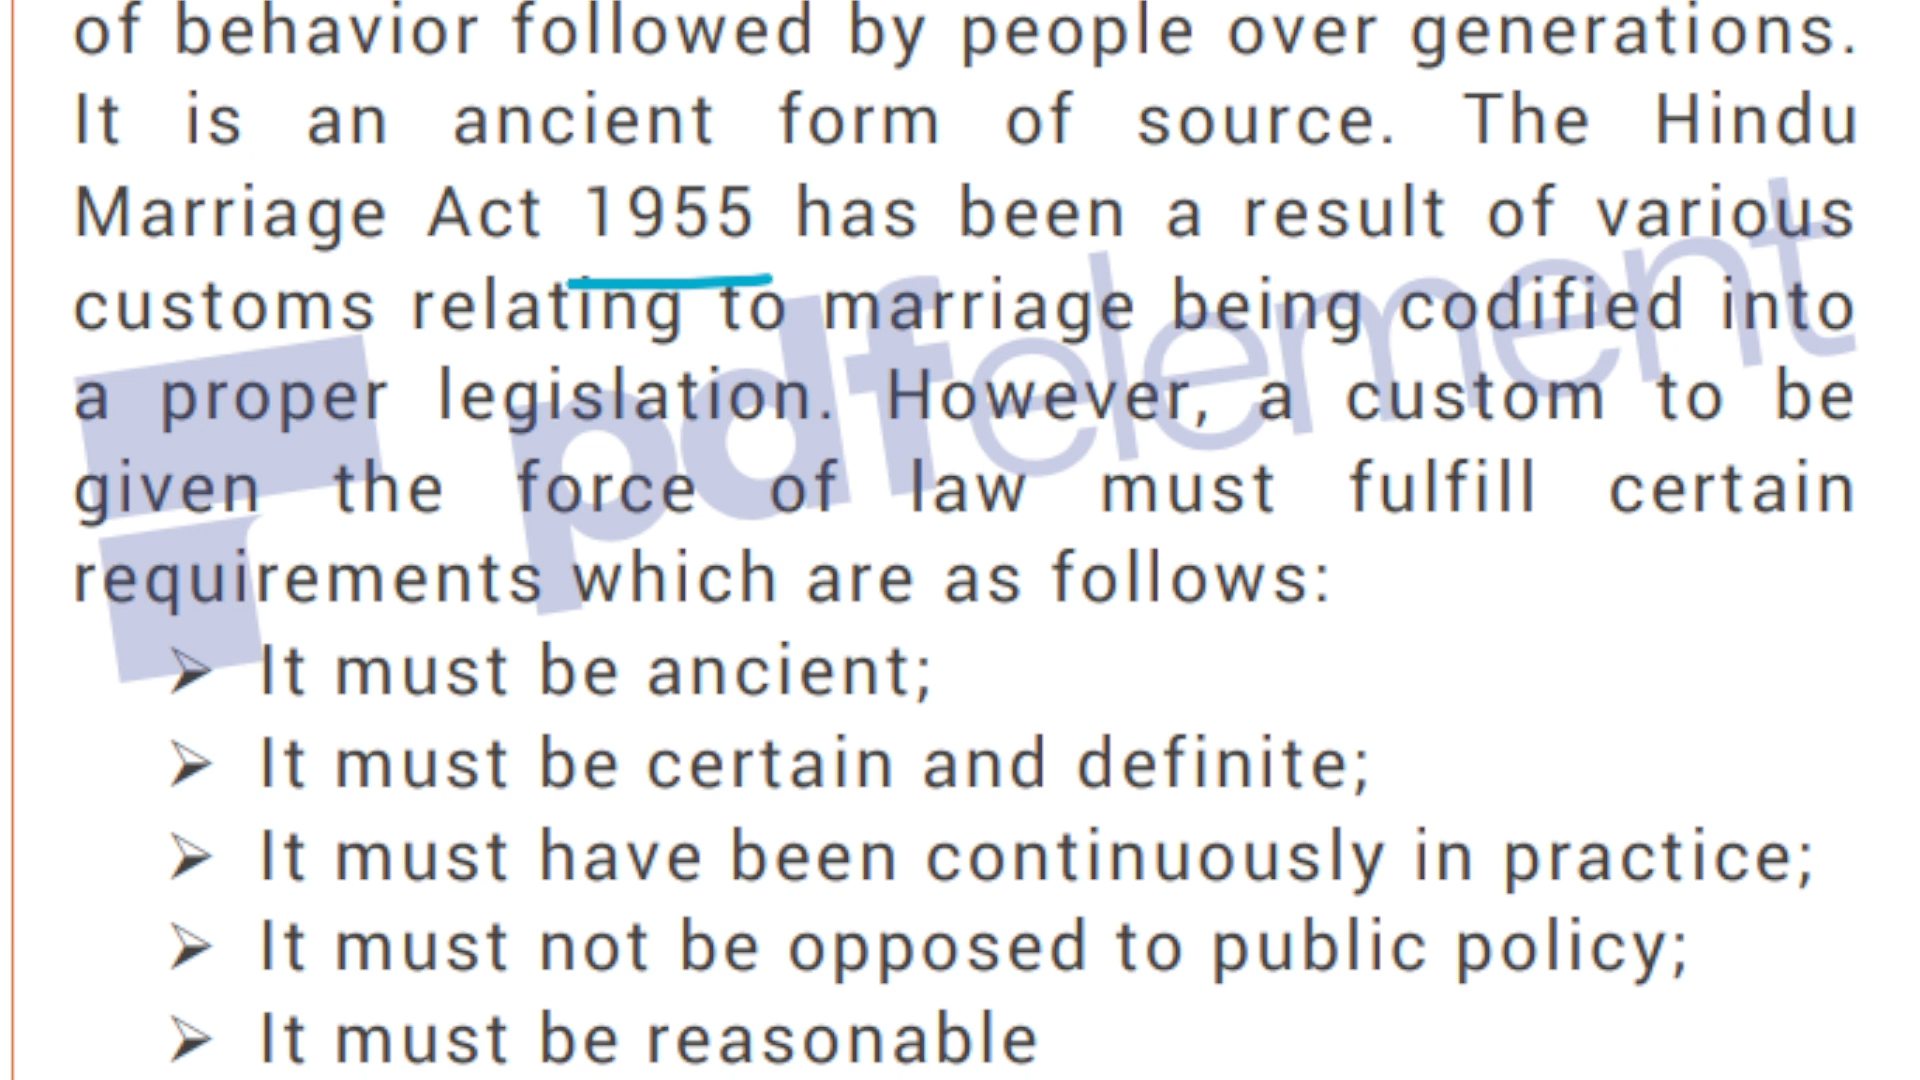 of behavior followed by people over generations.
It is an ancient form of source. The Hindu
Marriage Act 1955 has been a result of various
customs relating to marriage being codified into
a proper legislation. However, a custom to be
given the force of law must fulfill certain
requirements which are as follows:
➢ It must be ancient;
➢ It must be certain and definite;
➢ It must have been continuously in practice;
➢ It must not be opposed to public policy;
➢ It must be reasonable
pdfelement